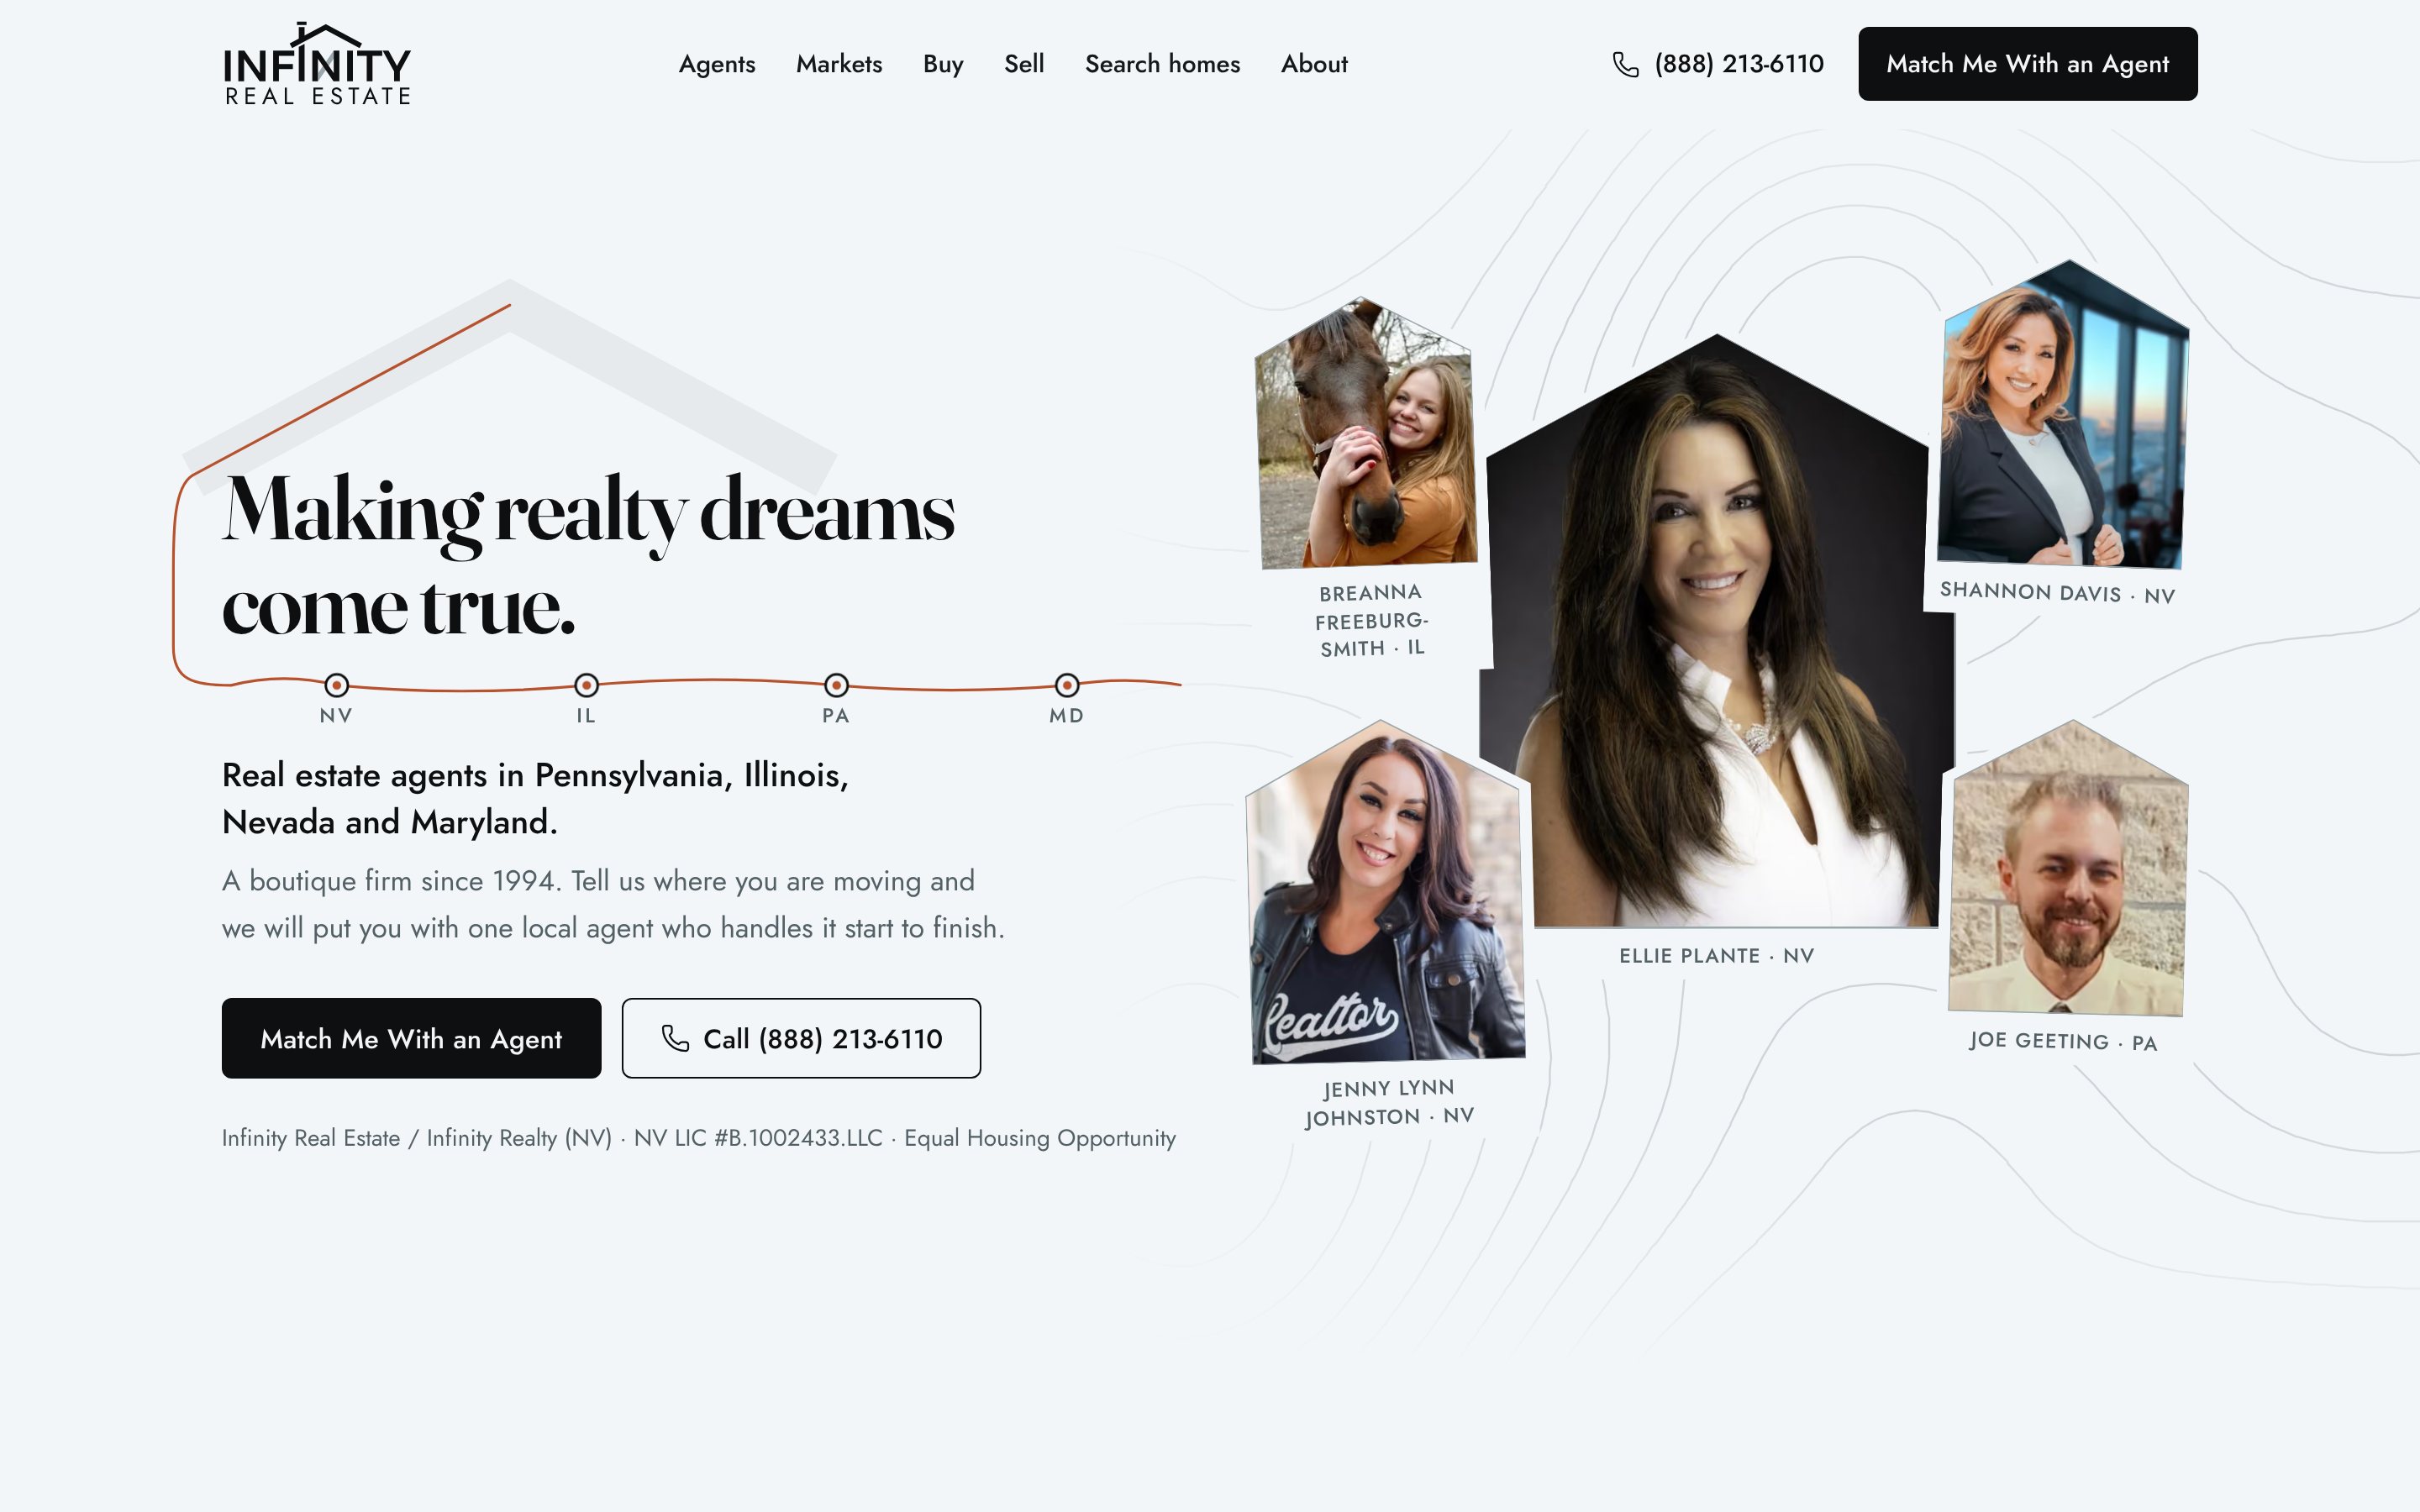 INFINITY
REAL ESTATE
Agents
Markets
Buy
Sell
Search homes
About
(888) 213-6110
Match Me With an Agent
Making realty dreams
come true.
NV
IL
PA
MD
Real estate agents in Pennsylvania, Illinois,
Nevada and Maryland.
A boutique firm since 1994. Tell us where you are moving and
we will put you with one local agent who handles it start to finish.
Match Me With an Agent
Call (888) 213-6110
Infinity Real Estate / Infinity Realty (NV) · NV LIC #B.1002433.LLC · Equal Housing Opportunity
BREANNA
FREEBURG-
SMITH · IL
SHANNON DAVIS · NV
ELLIE PLANTE · NV
Realtor
JENNY LYNN
JOHNSTON · NV
JOE GEETING · PA